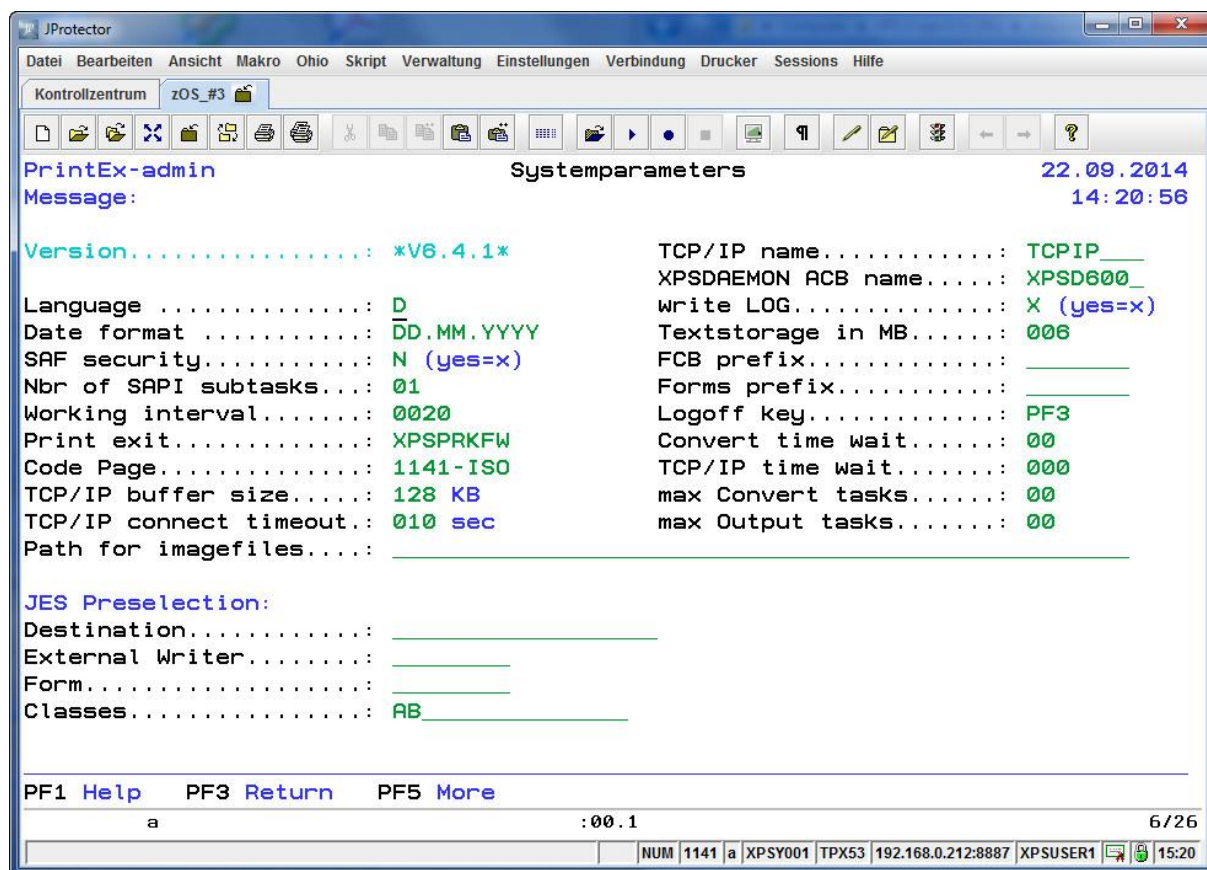 JProtector
Datei Bearbeiten Ansicht Makro Ohio Skript Verwaltung Einstellungen Verbindung Drucker Sessions Hilfe
Kontrollzentrum zOS_#3
PrintEx-admin Systemparameters 22.09.2014
Message: 14:20:56
Version................: *V6.4.1* TCP/IP name............: TCPIP___
XPSDAEMON ACB name.....: XPSD600_
Language ..............: D write LOG..............: X (yes=x)
Date format ...........: DD.MM.YYYY Textstorage in MB......: 006
SAF security...........: N (yes=x) FCB prefix.............: _______
Nbr of SAPI subtasks...: 01 Forms prefix...........: _______
Working interval.......: 0020 Logoff Key.............: PF3
Print exit.............: XPSPRKFW Convert time wait......: 00
Code Page..............: 1141-ISO TCP/IP time wait.......: 000
TCP/IP buffer size.....: 128 KB max Convert tasks......: 00
TCP/IP connect timeout.: 010 sec max Output tasks.......: 00
Path for imagefiles....: __________________________________________________
JES Preselection:
Destination............: __________________
External Writer........: ________
Form...................: ________
Classes................: AB______________
PF1 Help PF3 Return PF5 More
a :00.1 6/26
NUM 1141 a XPSY001 TPX53 192.168.0.212:8887 XPSUSER1 15:20